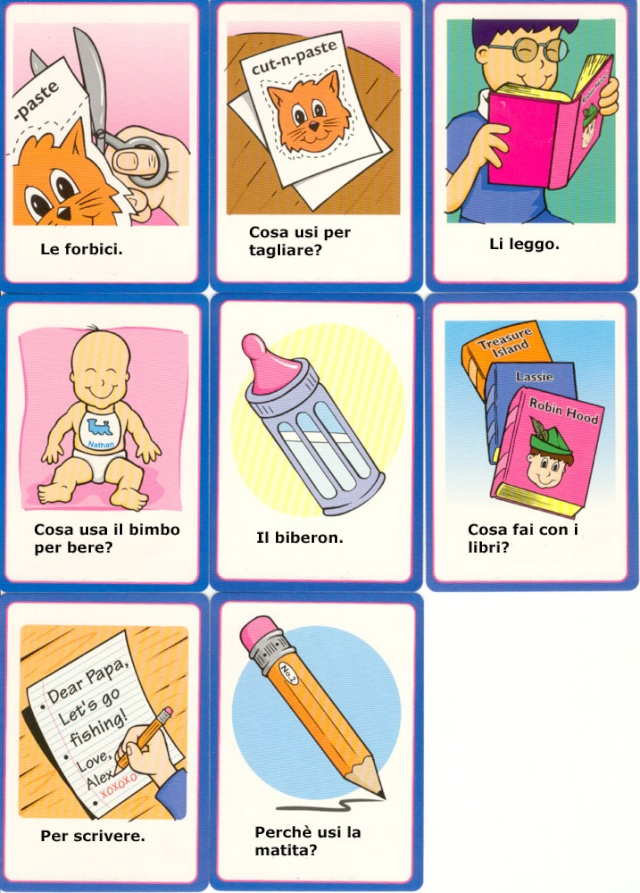 -paste
Le forbici.
cut-n-paste
Cosa usi per
tagliare?
Robin Hood
Li leggo.
Nathan
Cosa usa il bimbo
per bere?
Il biberon.
Treasure
Island
Lassie
Robin Hood
Cosa fai con i
libri?
Dear Papa,
Let's go
fishing!
Love,
Alex
xoxoxo
Per scrivere.
No.2
Perchè usi la
matita?